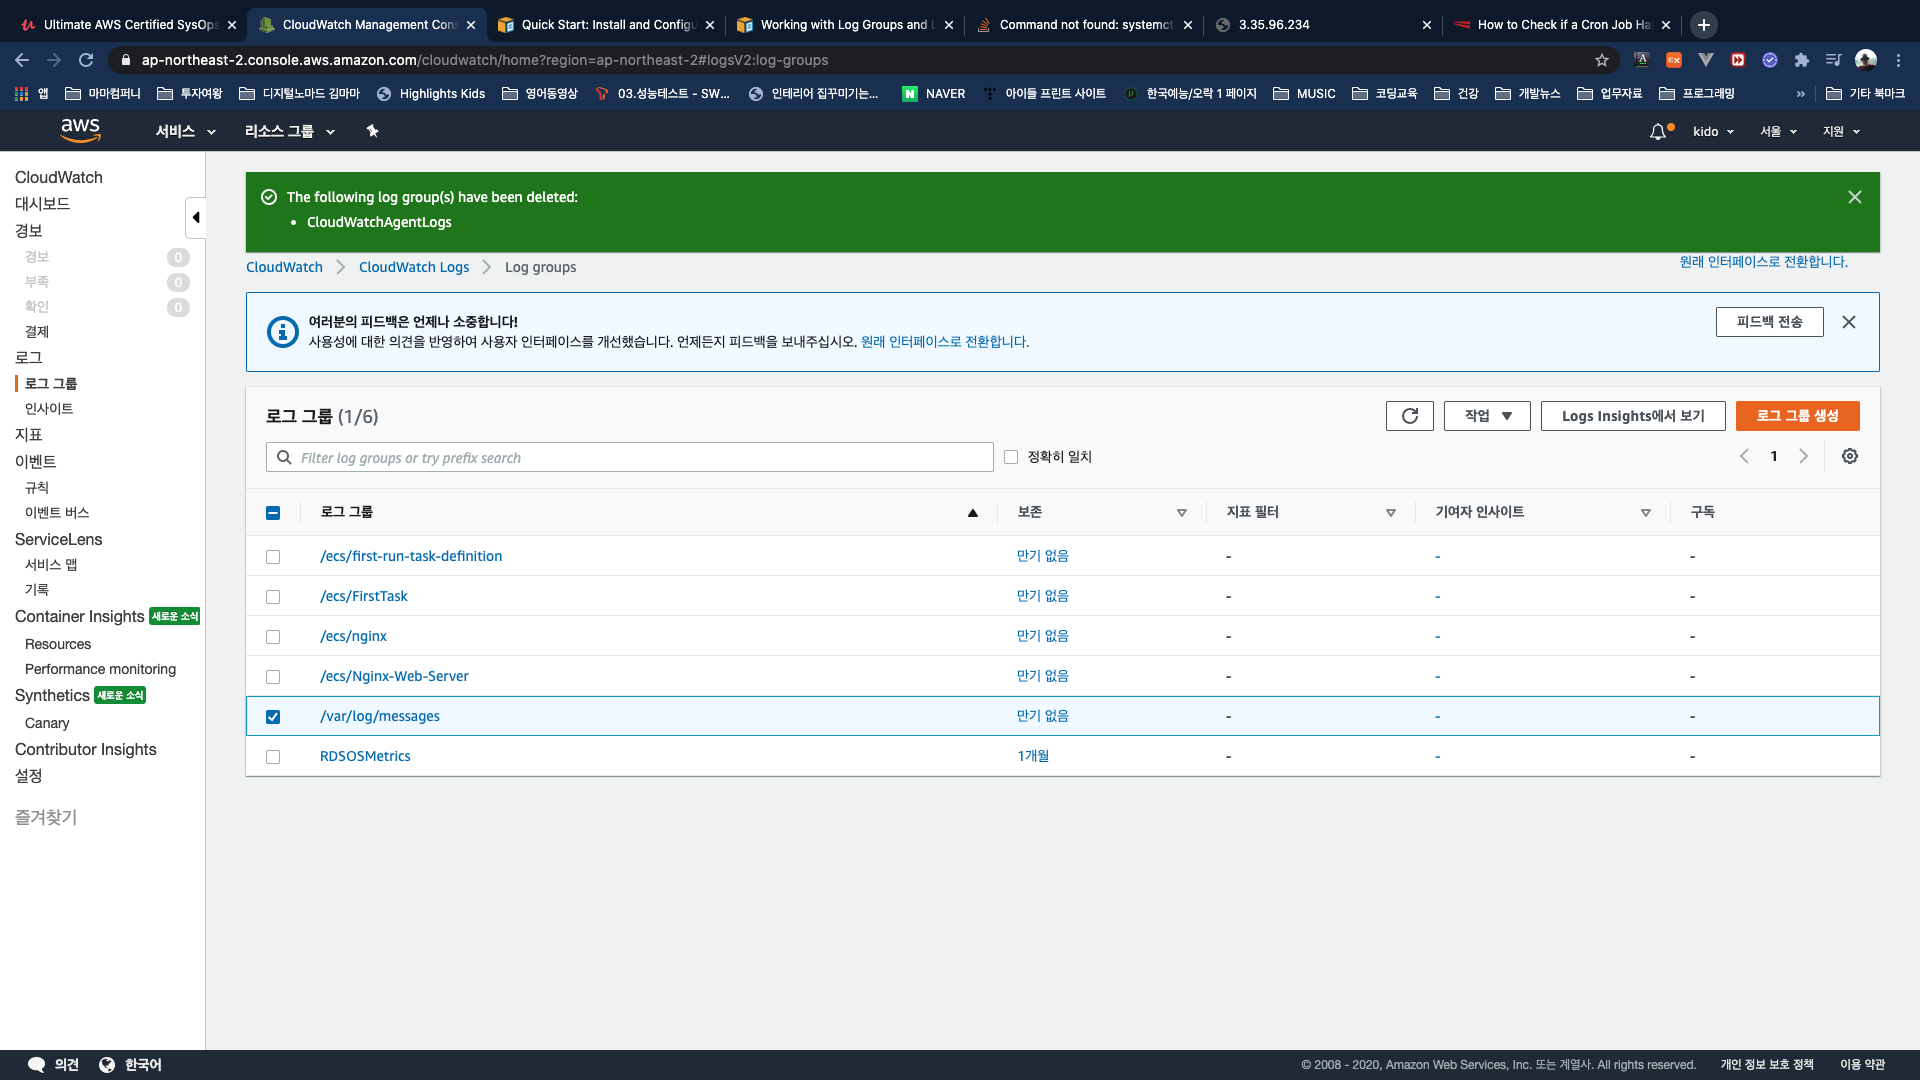 Ultimate AWS Certified SysOps
CloudWatch Management Cons
Quick Start: Install and Configu
Working with Log Groups and L
Command not found: systemct
3.35.96.234
How to Check if a Cron Job Ha
ap-northeast-2.console.aws.amazon.com/cloudwatch/home?region=ap-northeast-2#logsV2:log-groups
앱 마마컴퍼니 투자여왕 디지털노마드 김마마 Highlights Kids 영어동영상 03.성능테스트 - SW... 인테리어 집꾸미기는... NAVER 아이들 프린트 사이트 한국예능/오락 1 페이지 MUSIC 코딩교육 건강 개발뉴스 업무자료 프로그래밍 » 기타 북마크
aws 서비스 리소스 그룹 kido 서울 지원
CloudWatch
대시보드
경보
경보 0
부족 0
확인 0
결제
로그
로그 그룹
인사이트
지표
이벤트
규칙
이벤트 버스
ServiceLens
서비스 맵
기록
Container Insights 새로운 소식
Resources
Performance monitoring
Synthetics 새로운 소식
Canary
Contributor Insights
설정
즐겨찾기
The following log group(s) have been deleted:
• CloudWatchAgentLogs
CloudWatch CloudWatch Logs Log groups
원래 인터페이스로 전환합니다.
여러분의 피드백은 언제나 소중합니다!
사용성에 대한 의견을 반영하여 사용자 인터페이스를 개선했습니다. 언제든지 피드백을 보내주십시오. 원래 인터페이스로 전환합니다.
피드백 전송
로그 그룹 (1/6)
작업 Logs Insights에서 보기 로그 그룹 생성
Filter log groups or try prefix search 정확히 일치 1
로그 그룹 보존 지표 필터 기여자 인사이트 구독
/ecs/first-run-task-definition 만기 없음 - - -
/ecs/FirstTask 만기 없음 - - -
/ecs/nginx 만기 없음 - - -
/ecs/Nginx-Web-Server 만기 없음 - - -
/var/log/messages 만기 없음 - - -
RDSOSMetrics 1개월 - - -
의견 한국어
© 2008 - 2020, Amazon Web Services, Inc. 또는 계열사. All rights reserved. 개인 정보 보호 정책 이용 약관